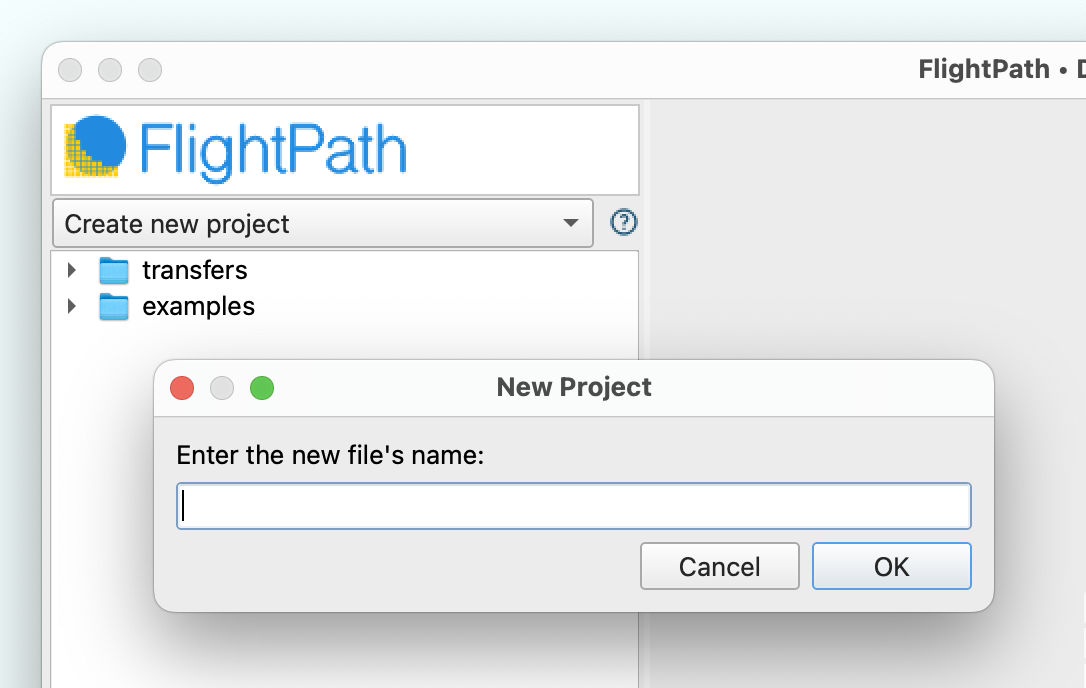 FlightPath • D
FlightPath
Create new project
transfers
examples
New Project
Enter the new file's name:
Cancel
OK